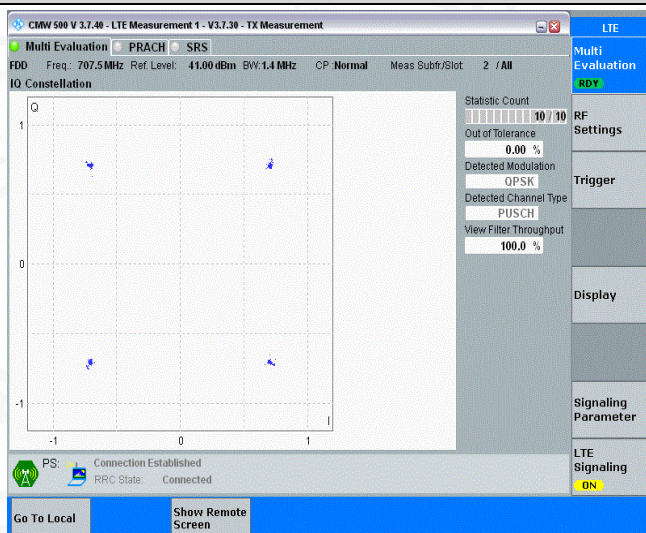 CMW 500 V 3.7.40 - LTE Measurement 1 - V3.7.30 - TX Measurement
LTE
Multi Evaluation PRACH SRS
FDD Freq.: 707.5 MHz Ref. Level: 41.00 dBm BW: 1.4 MHz CP :Normal Meas Subfr./Slot: 2 / All
IQ Constellation
Q
1
0
-1
-1
0
1
I
Statistic Count
10 / 10
Out of Tolerance
0.00 %
Detected Modulation
QPSK
Detected Channel Type
PUSCH
View Filter Throughput
100.0 %
PS: Connection Established
RRC State: Connected
Multi
Evaluation
RDY
RF
Settings
Trigger
Display
Signaling
Parameter
LTE
Signaling
ON
Go To Local
Show Remote
Screen